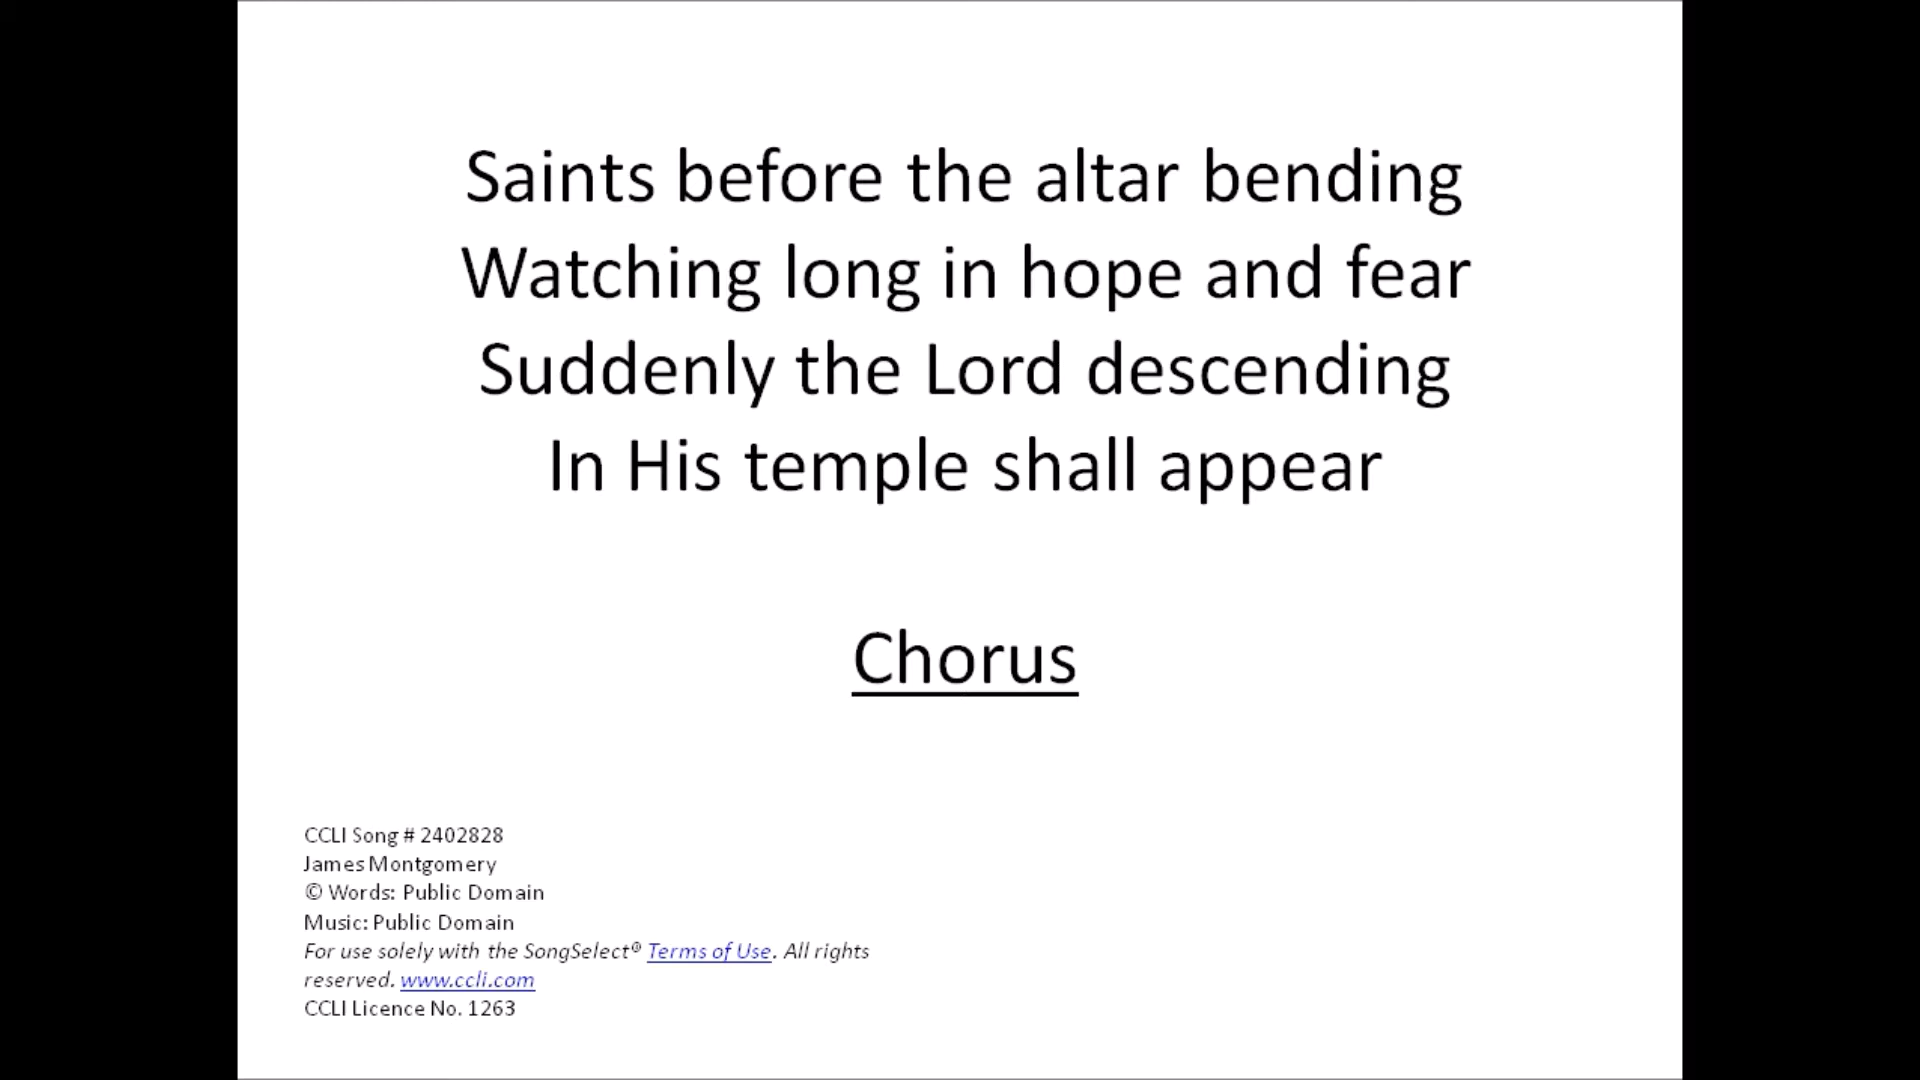 Saints before the altar bending
Watching long in hope and fear
Suddenly the Lord descending
In His temple shall appear
Chorus
CCLI Song # 2402828
James Montgomery
© Words: Public Domain
Music: Public Domain
For use solely with the SongSelect® Terms of Use. All rights
reserved. www.ccli.com
CCLI Licence No. 1263